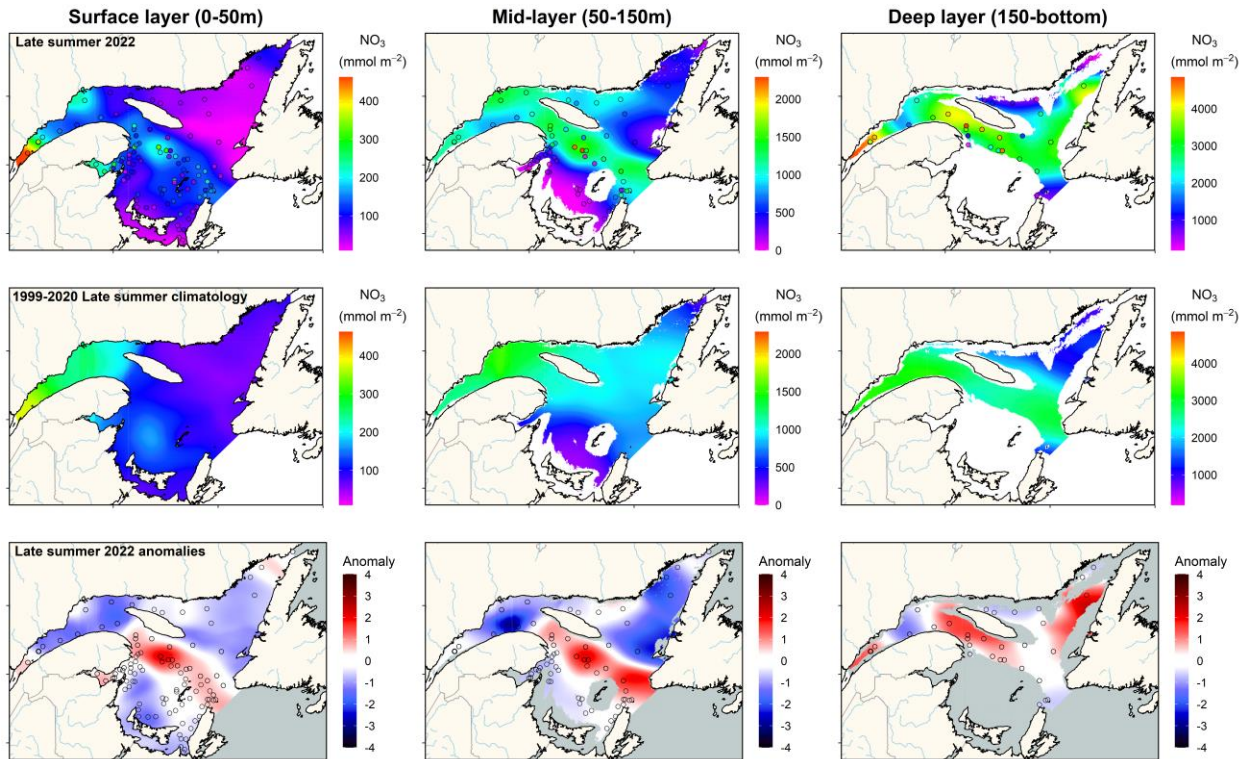 Surface layer (0-50m)
Mid-layer (50-150m)
Deep layer (150-bottom)
Late summer 2022
NO₃
(mmol m⁻²)
400
300
200
100
NO₃
(mmol m⁻²)
2000
1500
1000
500
0
NO₃
(mmol m⁻²)
4000
3000
2000
1000
1999-2020 Late summer climatology
NO₃
(mmol m⁻²)
400
300
200
100
NO₃
(mmol m⁻²)
2000
1500
1000
500
0
NO₃
(mmol m⁻²)
4000
3000
2000
1000
Late summer 2022 anomalies
Anomaly
4
3
2
1
0
-1
-2
-3
-4
Anomaly
4
3
2
1
0
-1
-2
-3
-4
Anomaly
4
3
2
1
0
-1
-2
-3
-4